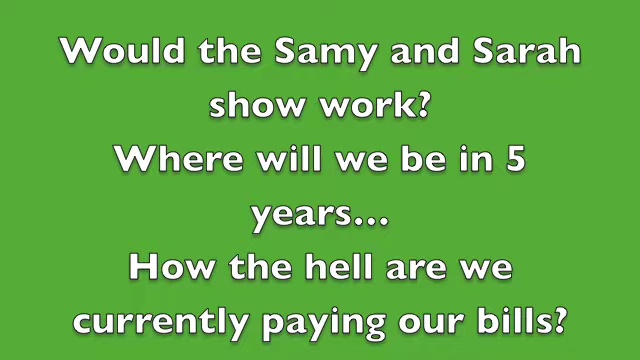 Would the Samy and Sarah
show work?
Where will we be in 5
years...
How the hell are we
currently paying our bills?